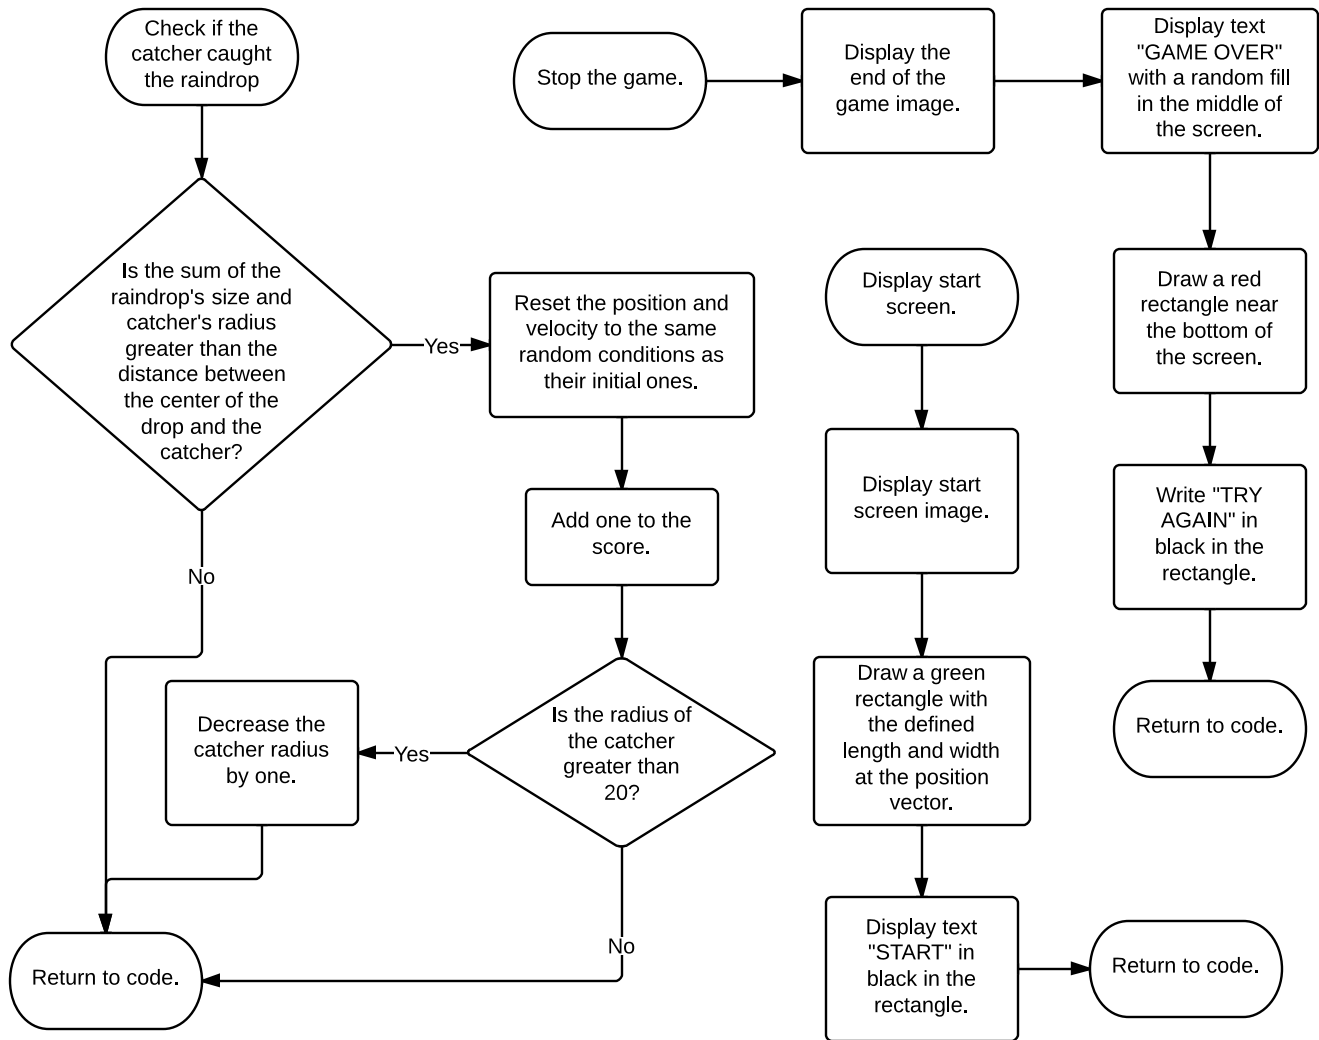 Check if the
catcher caught
the raindrop
Is the sum of the
raindrop's size and
catcher's radius
greater than the
distance between
the center of the
drop and the
catcher?
Yes
No
Reset the position and
velocity to the same
random conditions as
their initial ones.
Add one to the
score.
Is the radius of
the catcher
greater than
20?
Yes
No
Decrease the
catcher radius
by one.
Return to code.
Stop the game.
Display the
end of the
game image.
Display text
"GAME OVER"
with a random fill
in the middle of
the screen.
Draw a red
rectangle near
the bottom of
the screen.
Write "TRY
AGAIN" in
black in the
rectangle.
Return to code.
Display start
screen.
Display start
screen image.
Draw a green
rectangle with
the defined
length and width
at the position
vector.
Display text
"START" in
black in the
rectangle.
Return to code.